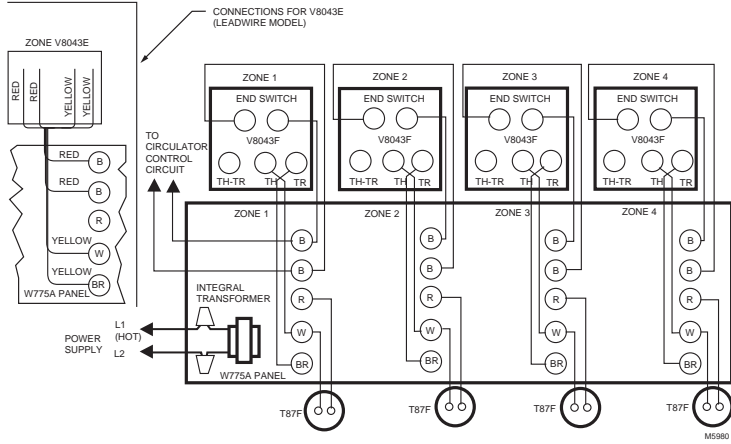 CONNECTIONS FOR V8043E
(LEADWIRE MODEL)
ZONE V8043E
RED
RED
YELLOW
YELLOW
RED
B
RED
B
R
YELLOW
W
YELLOW
BR
W775A PANEL
TO
CIRCULATOR
CONTROL
CIRCUIT
ZONE 1
END SWITCH
V8043F
TH-TR
TH
TR
ZONE 2
END SWITCH
V8043F
TH-TR
TH
TR
ZONE 3
END SWITCH
V8043F
TH-TR
TH
TR
ZONE 4
END SWITCH
V8043F
TH-TR
TH
TR
ZONE 1
B
B
R
W
BR
ZONE 2
B
B
R
W
BR
ZONE 3
B
B
R
W
BR
ZONE 4
B
B
R
W
BR
INTEGRAL
TRANSFORMER
POWER
SUPPLY
L1
(HOT)
L2
W775A PANEL
T87F
T87F
T87F
T87F
M5980